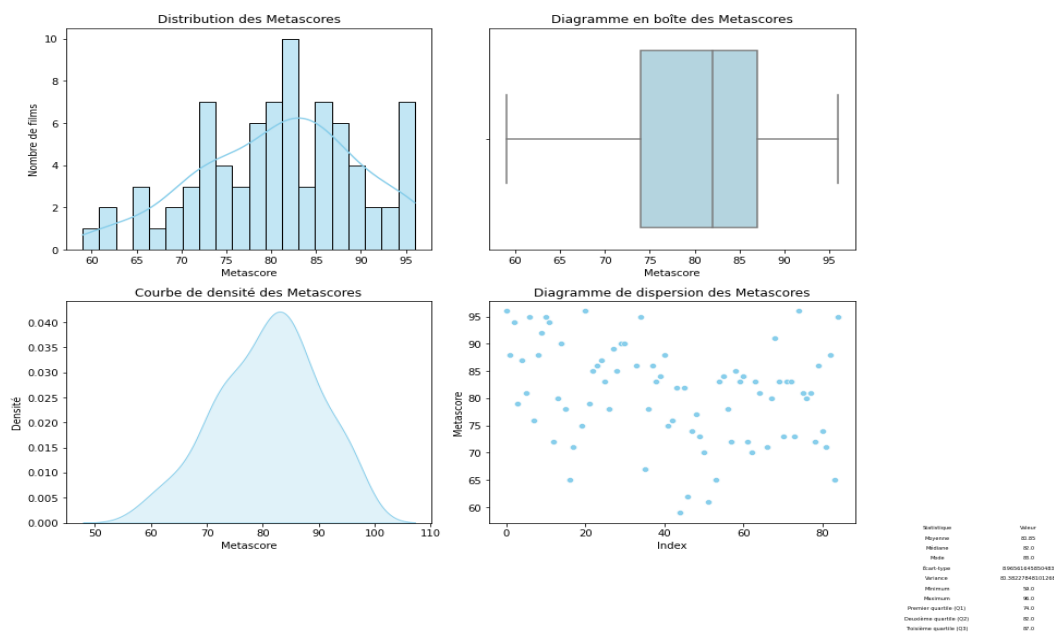 Distribution des Metascores
Nombre de films
10
8
6
4
2
0
60 65 70 75 80 85 90 95
Metascore
Diagramme en boîte des Metascores
60 65 70 75 80 85 90 95
Metascore
Courbe de densité des Metascores
Densité
0.040
0.035
0.030
0.025
0.020
0.015
0.010
0.005
0.000
50 60 70 80 90 100 110
Metascore
Diagramme de dispersion des Metascores
Metascore
95
90
85
80
75
70
65
60
0 20 40 60 80
Index
Statistique Valeur
Moyenne
Médiane 82.0
Mode
Écart-type
Variance
Minimum 59.0
Maximum 96.0
Premier quartile (Q1) 74.0
Deuxième quartile (Q2) 82.0
Troisième quartile (Q3) 87.0